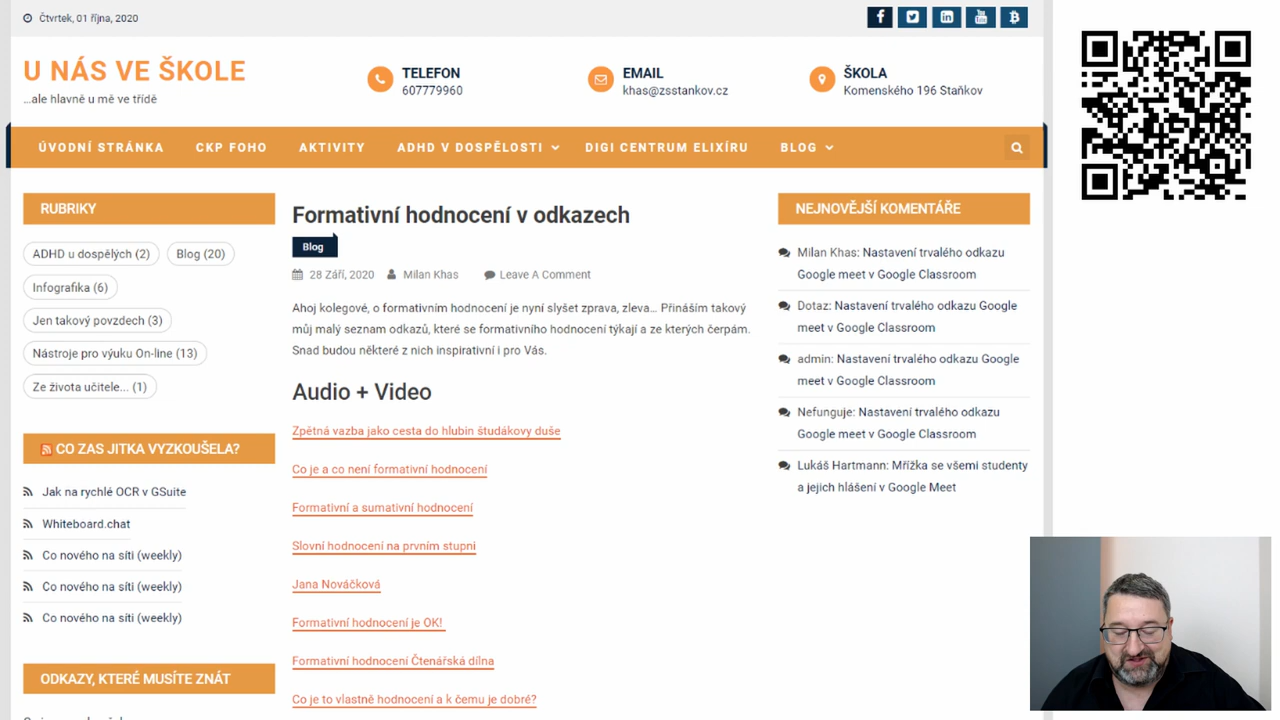 Čtvrtek, 01 října, 2020
U NÁS VE ŠKOLE
...ale hlavně u mě ve třídě
TELEFON
607779960
EMAIL
khas@zsstankov.cz
ŠKOLA
Komenského 196 Staňkov
ÚVODNÍ STRÁNKA CKP FOHO AKTIVITY ADHD V DOSPĚLOSTI DIGI CENTRUM ELIXÍRU BLOG
RUBRIKY
ADHD u dospělých (2) Blog (20)
Infografika (6)
Jen takový povzdech (3)
Nástroje pro výuku On-line (13)
Ze života učitele... (1)
CO ZAS JITKA VYZKOUŠELA?
Jak na rychlé OCR v GSuite
Whiteboard.chat
Co nového na síti (weekly)
Co nového na síti (weekly)
Co nového na síti (weekly)
ODKAZY, KTERÉ MUSÍTE ZNÁT
Formativní hodnocení v odkazech
Blog
28 Září, 2020 Milan Khas Leave A Comment
Ahoj kolegové, o formativním hodnocení je nyní slyšet zprava, zleva... Přináším takový
můj malý seznam odkazů, které se formativního hodnocení týkají a ze kterých čerpám.
Snad budou některé z nich inspirativní i pro Vás.
Audio + Video
Zpětná vazba jako cesta do hlubin študákovy duše
Co je a co není formativní hodnocení
Formativní a sumativní hodnocení
Slovní hodnocení na prvním stupni
Jana Nováčková
Formativní hodnocení je OK!
Formativní hodnocení Čtenářská dílna
Co je to vlastně hodnocení a k čemu je dobré?
NEJNOVĚJŠÍ KOMENTÁŘE
Milan Khas: Nastavení trvalého odkazu
Google meet v Google Classroom
Dotaz: Nastavení trvalého odkazu Google
meet v Google Classroom
admin: Nastavení trvalého odkazu Google
meet v Google Classroom
Nefunguje: Nastavení trvalého odkazu
Google meet v Google Classroom
Lukáš Hartmann: Mřížka se všemi studenty
a jejich hlášení v Google Meet